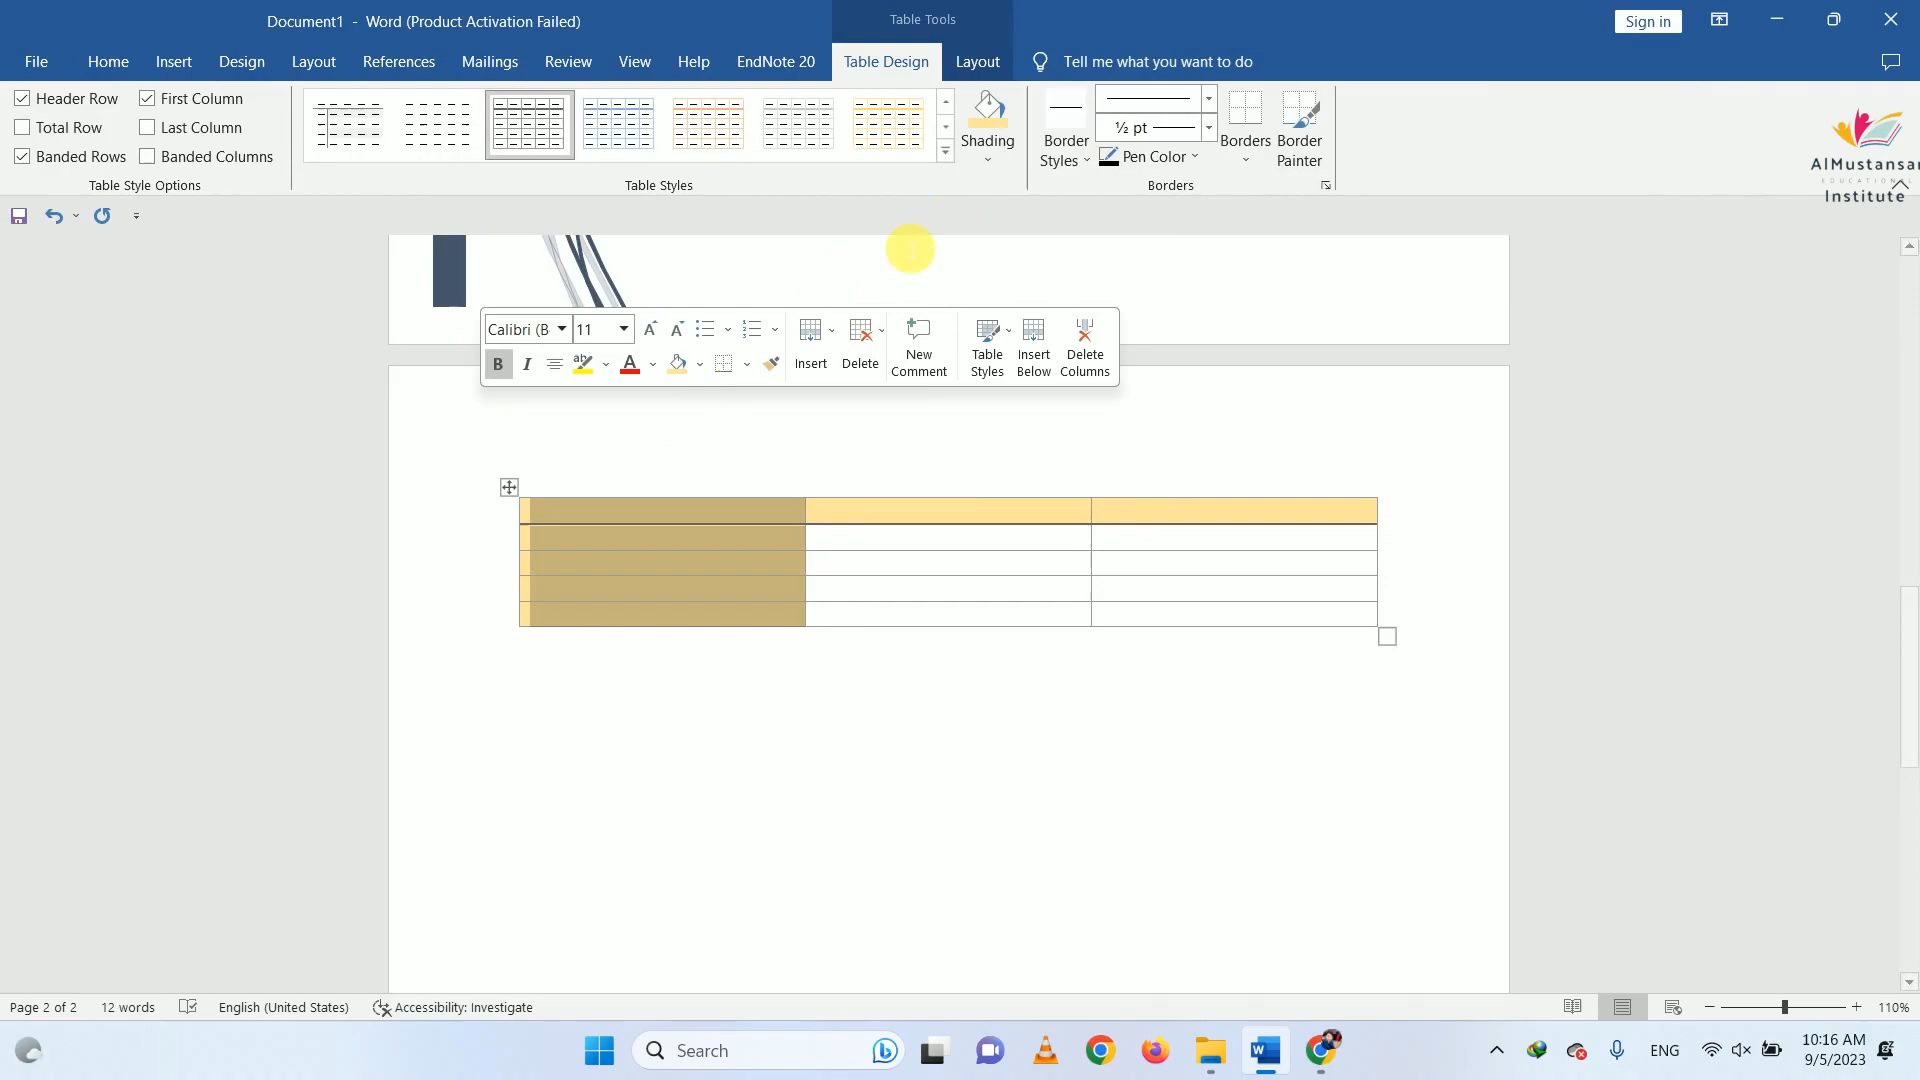 Document1 - Word (Product Activation Failed)
Table Tools
Sign in
File
Home
Insert
Design
Layout
References
Mailings
Review
View
Help
EndNote 20
Table Design
Layout
Tell me what you want to do
Header Row
First Column
Total Row
Last Column
Banded Rows
Banded Columns
Table Style Options
Table Styles
Shading
Border
Styles
½ pt
Pen Color
Borders
Border
Painter
Borders
AlMustansar
EDUCATIONAL
Institute
Calibri (B
11
B
I
ab
A
Insert
Delete
New
Comment
Table
Styles
Insert
Below
Delete
Columns
Page 2 of 2
12 words
English (United States)
Accessibility: Investigate
110%
Search
ENG
10:16 AM
9/5/2023